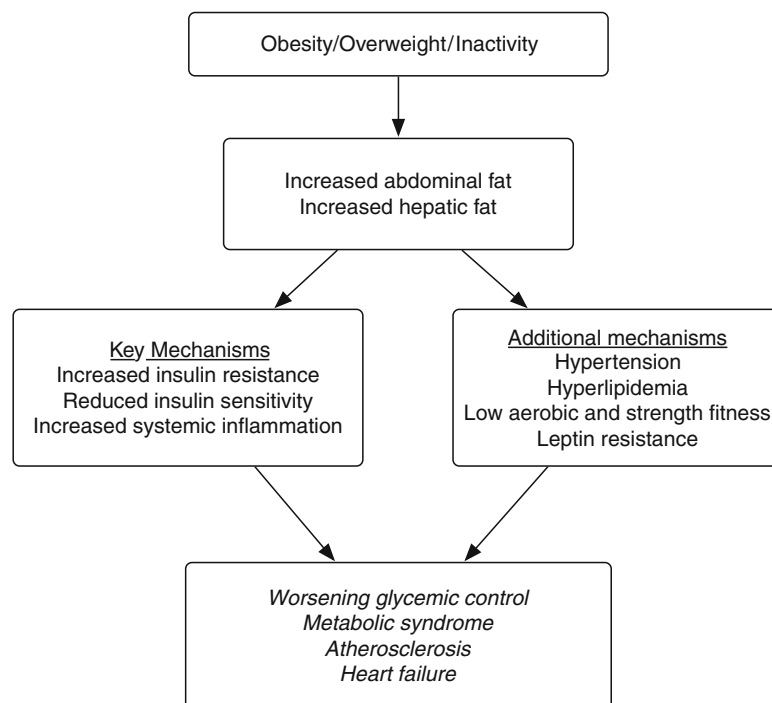 Obesity/Overweight/Inactivity
Increased abdominal fat
Increased hepatic fat
Key Mechanisms
Increased insulin resistance
Reduced insulin sensitivity
Increased systemic inflammation
Additional mechanisms
Hypertension
Hyperlipidemia
Low aerobic and strength fitness
Leptin resistance
Worsening glycemic control
Metabolic syndrome
Atherosclerosis
Heart failure